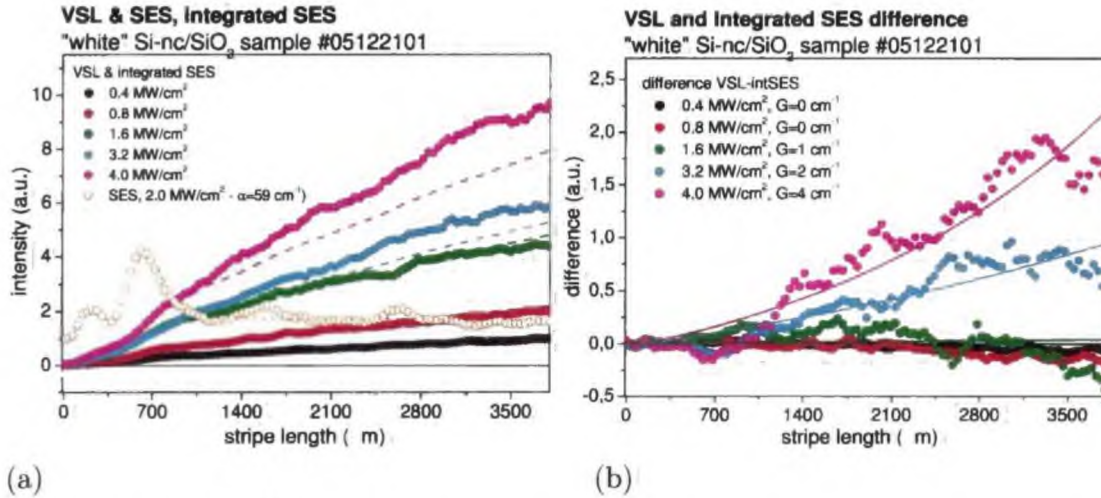 VSL & SES, integrated SES
"white" Si-nc/SiO2 sample #05122101
VSL & integrated SES
0.4 MW/cm²
0.8 MW/cm²
1.6 MW/cm²
3.2 MW/cm²
4.0 MW/cm²
SES, 2.0 MW/cm² - α=59 cm⁻¹)
intensity (a.u.)
10
8
6
4
2
0
0 700 1400 2100 2800 3500
stripe length ( m)
(a)
VSL and Integrated SES difference
"white" Si-nc/SiO2 sample #05122101
difference VSL-intSES
0.4 MW/cm², G=0 cm⁻¹
0.8 MW/cm², G=0 cm⁻¹
1.6 MW/cm², G=1 cm⁻¹
3.2 MW/cm², G=2 cm⁻¹
4.0 MW/cm², G=4 cm⁻¹
difference (a.u.)
2,5
2,0
1,5
1,0
0,5
0,0
-0,5
0 700 1400 2100 2800 3500
stripe length ( m)
(b)